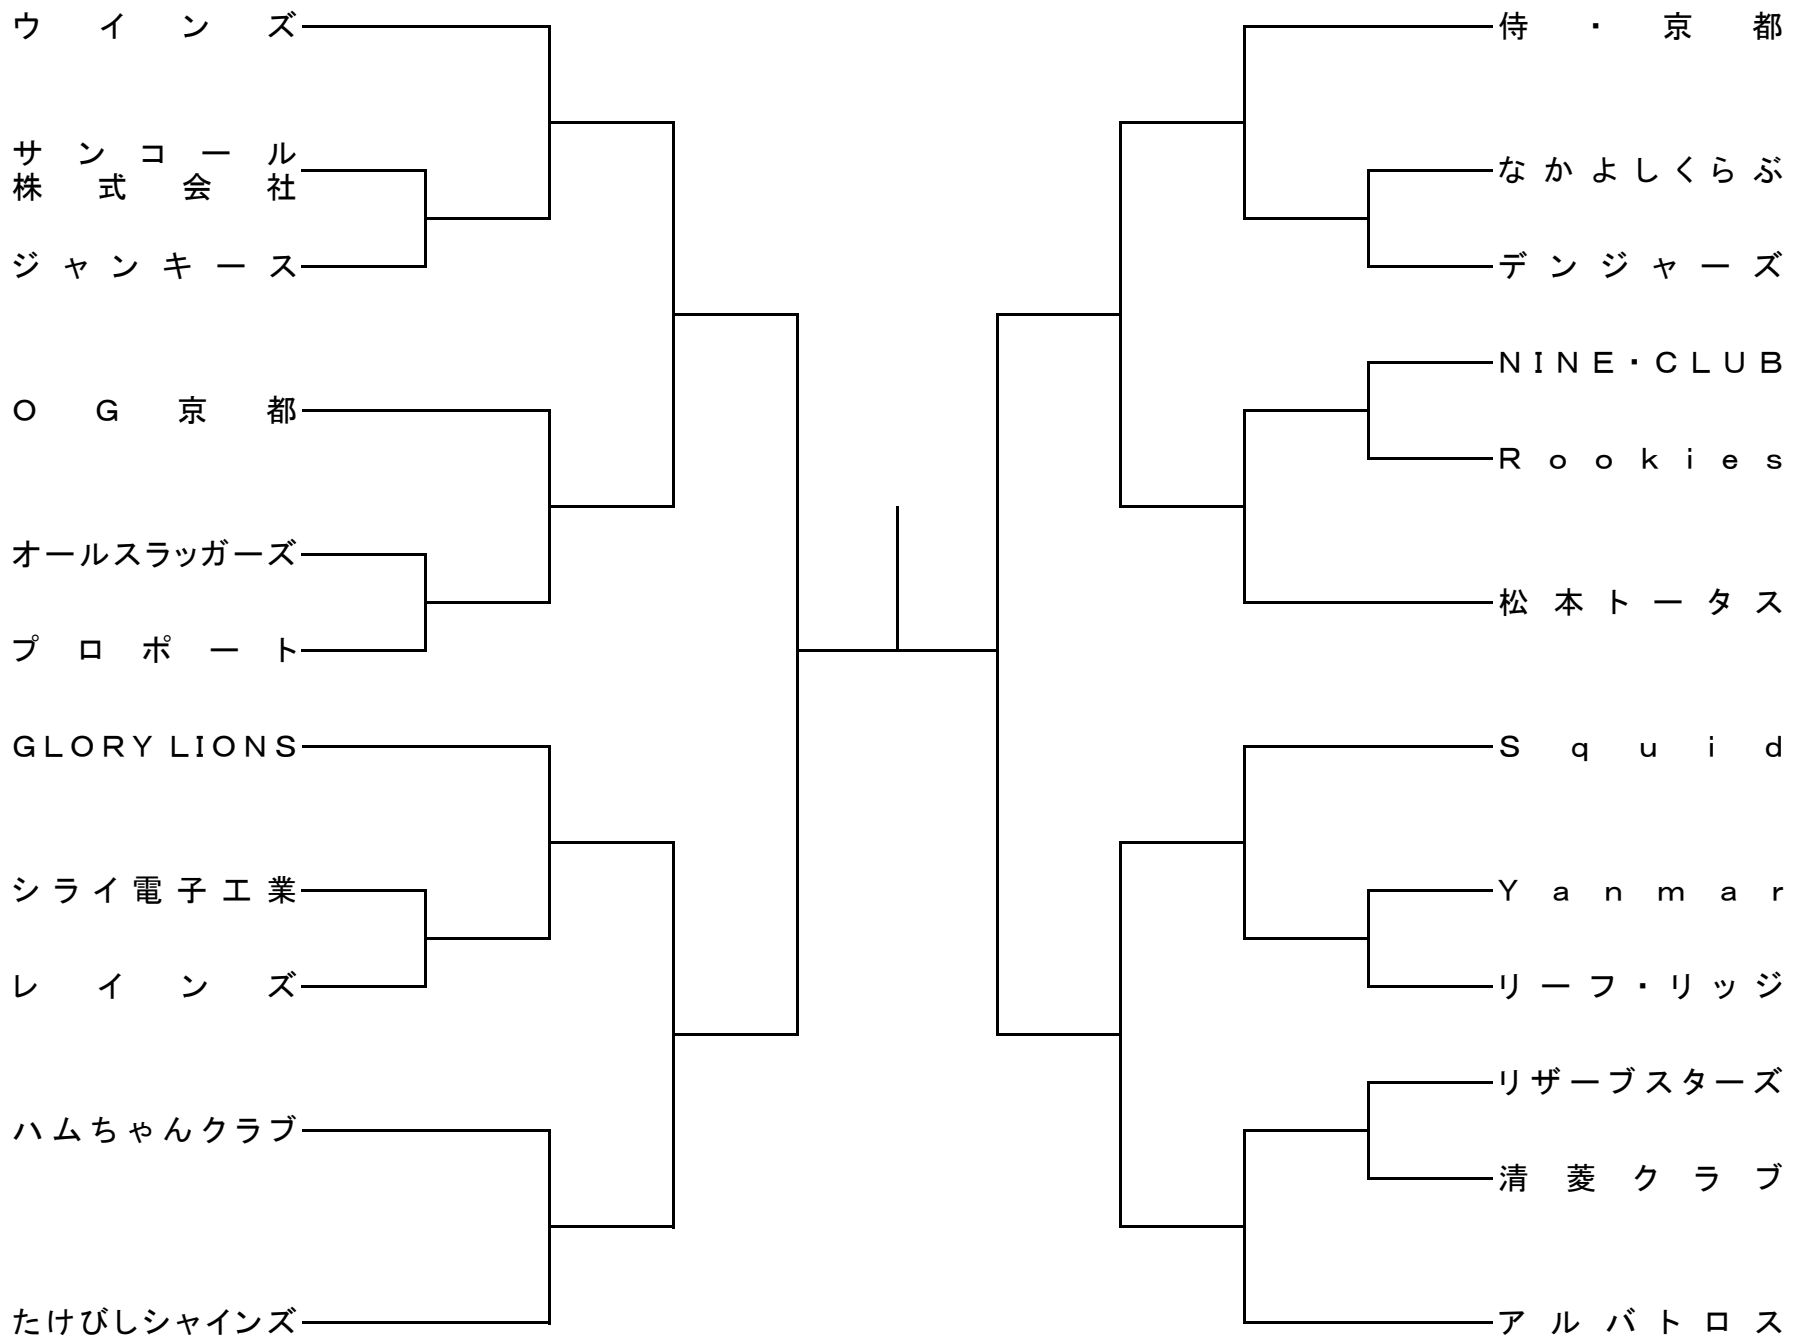 ウインズ
サンコール
株式会社
ジャンキース
OG京都
オールスラッガーズ
プロポート
GLORY LIONS
シライ電子工業
レインズ
ハムちゃんクラブ
たけびしシャインズ
侍・京都
なかよしくらぶ
デンジャーズ
NINE・CLUB
Rookies
松本トータス
Squid
Yanmar
リーフ・リッジ
リザーブスターズ
清菱クラブ
アルバトロス